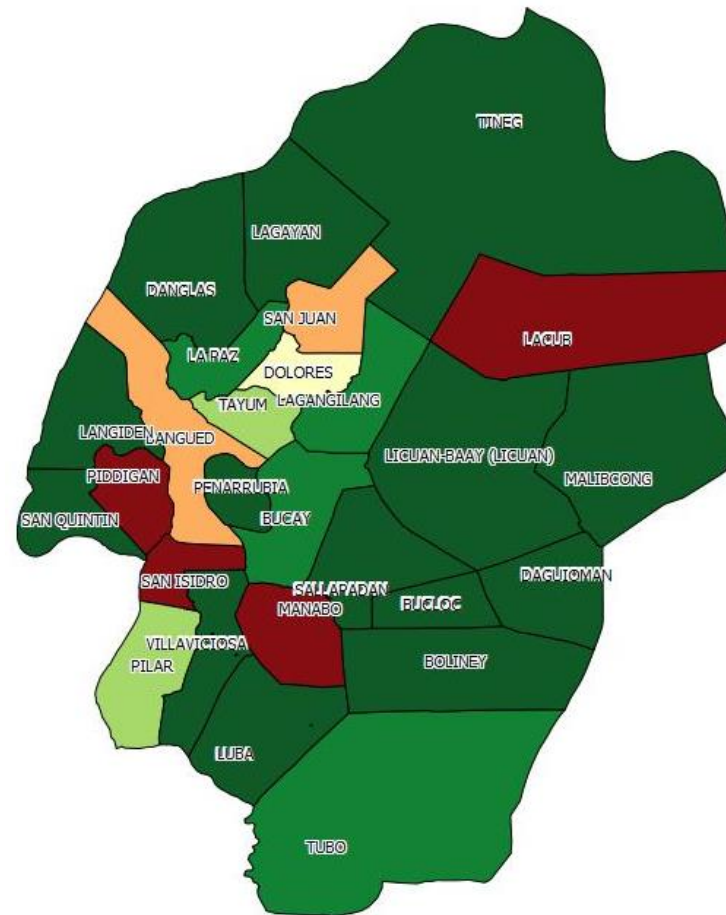 TINEG
LAGAYAN
DANGLAS
SAN JUAN
LACUB
LA PAZ
DOLORES
LAGANGILANG
TAYUM
LANGIDEN
LANGUED
LICUAN-BAAY (LICUAN)
PIDDIGAN
MALIBCONG
PENARRUBIA
SAN QUINTIN
BUCAY
SAN ISIDRO
SALLAPADAN
DAGUIOMAN
MANABO
BUCLOC
VILLAVICIOSA
PILAR
BOLINEY
LUBA
TUBO